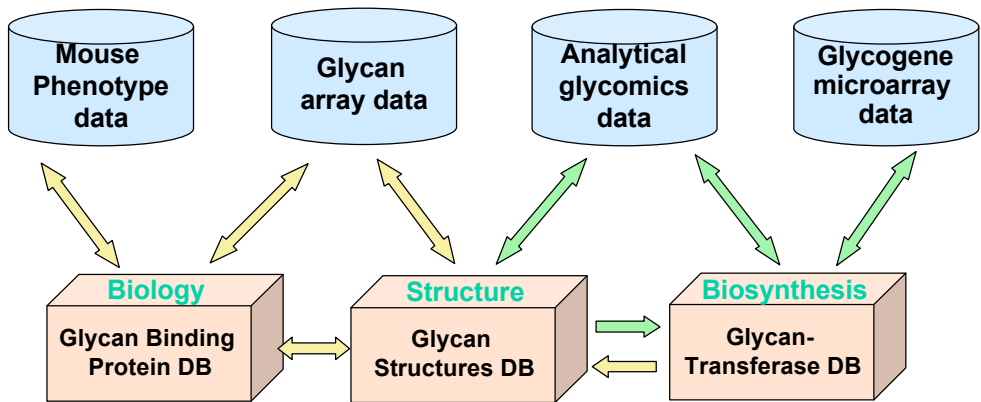 Mouse
Phenotype
data
Glycan
array data
Analytical
glycomics
data
Glycogene
microarray
data
Biology
Glycan Binding
Protein DB
Structure
Glycan
Structures DB
Biosynthesis
Glycan-
Transferase DB